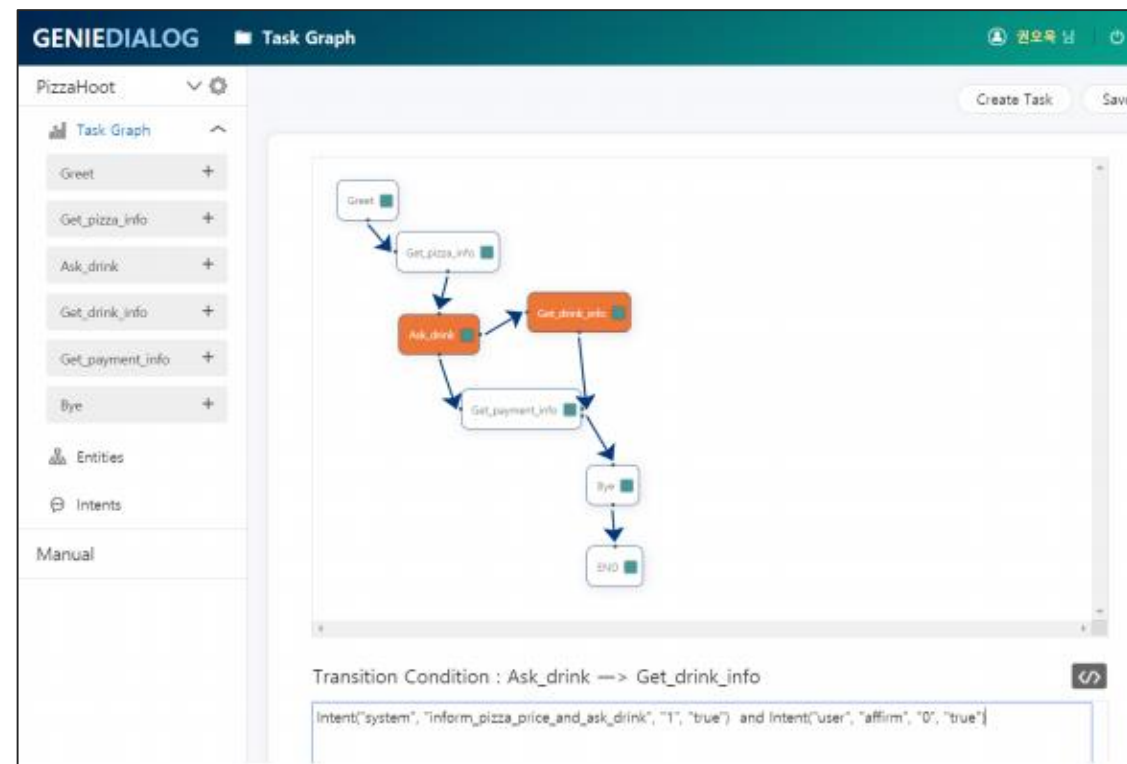 GENIEDIALOG Task Graph 권오욱 님
PizzaHoot
Create Task Save
Task Graph
Greet +
Get_pizza_info +
Ask_drink +
Get_drink_info +
Get_payment_info +
Bye +
Entities
Intents
Manual
Greet
Get_pizza_info
Get_drink_info
Ask_drink
Get_payment_info
Bye
END
Transition Condition : Ask_drink —> Get_drink_info
</>
Intent("system", "inform_pizza_price_and_ask_drink", "1", "true") and Intent("user", "affirm", "0", "true")